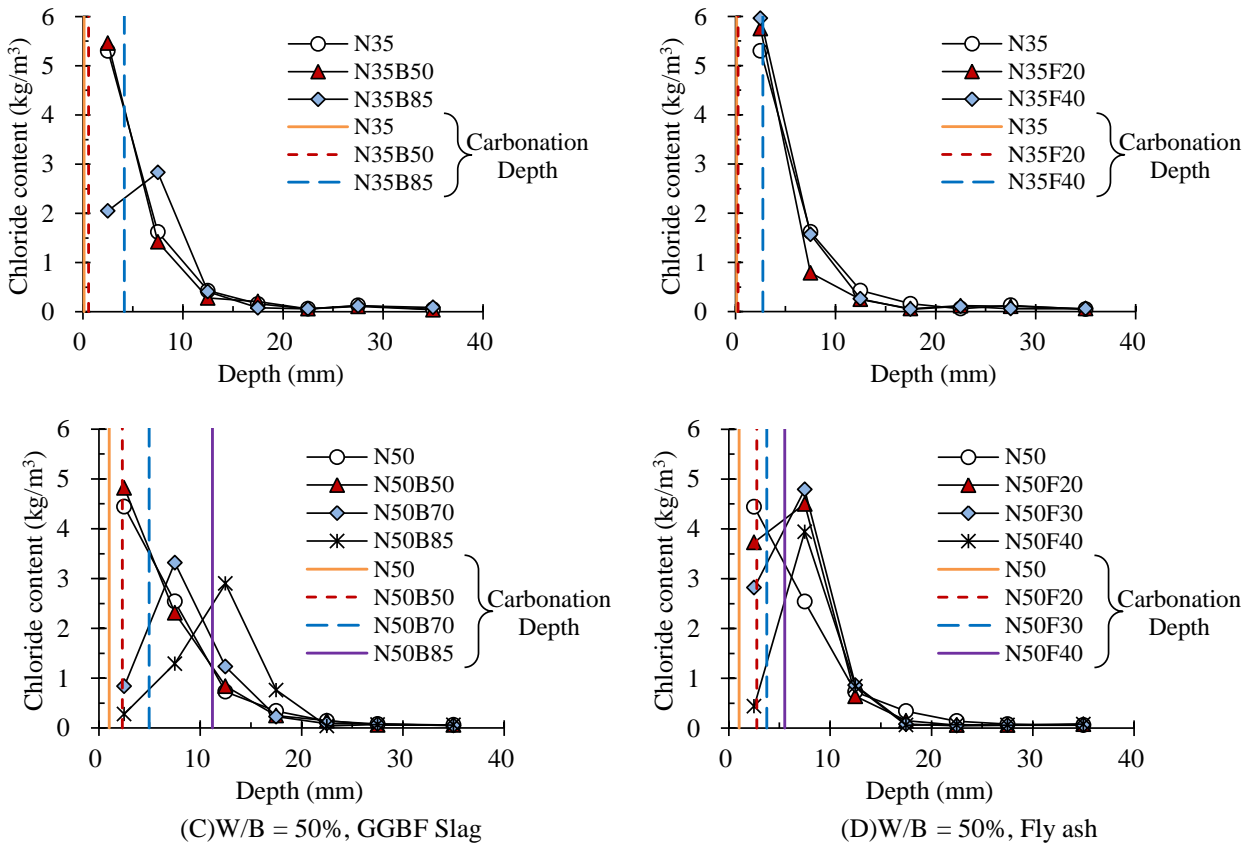 6
5
4
3
2
1
0
Chloride content (kg/m³)
N35
N35B50
N35B85
N35
N35B50
N35B85
Carbonation
Depth
0 10 20 30 40
Depth (mm)
6
5
4
3
2
1
0
Chloride content (kg/m³)
N35
N35F20
N35F40
N35
N35F20
N35F40
Carbonation
Depth
0 10 20 30 40
Depth (mm)
6
5
4
3
2
1
0
Chloride content (kg/m³)
N50
N50B50
N50B70
N50B85
N50
N50B50
N50B70
N50B85
Carbonation
Depth
0 10 20 30 40
Depth (mm)
(C)W/B = 50%, GGBF Slag
6
5
4
3
2
1
0
Chloride content (kg/m³)
N50
N50F20
N50F30
N50F40
N50
N50F20
N50F30
N50F40
Carbonation
Depth
0 10 20 30 40
Depth (mm)
(D)W/B = 50%, Fly ash